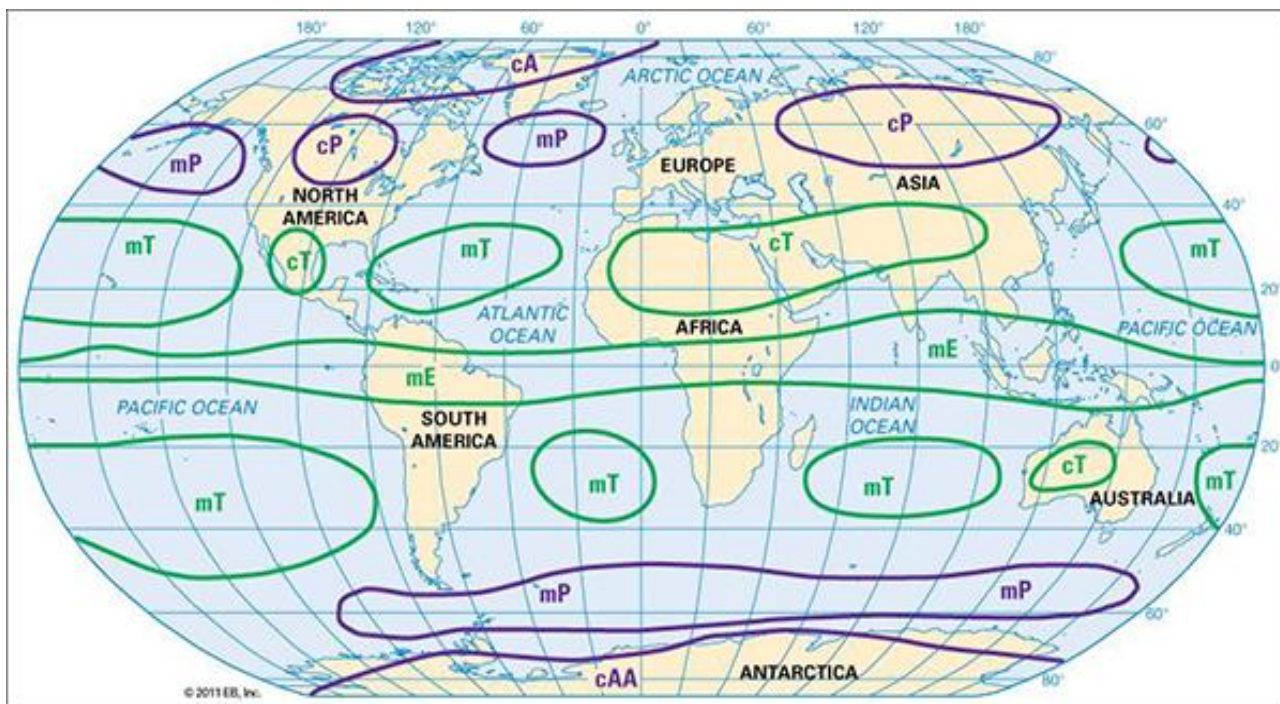 180° 120° 60° 0° 60° 120° 180°
80°
cA
ARCTIC OCEAN
cP
60°
mP
cP
mP
EUROPE
ASIA
NORTH
AMERICA
40°
mT
cT
mT
cT
mT
20°
ATLANTIC
OCEAN
AFRICA
PACIFIC OCEAN
mE
0°
mE
PACIFIC OCEAN
SOUTH
AMERICA
INDIAN
OCEAN
20°
cT
mT
mT
mT
mT
AUSTRALIA
40°
mP
mP
60°
ANTARCTICA
cAA
80°
© 2011 EB, Inc.